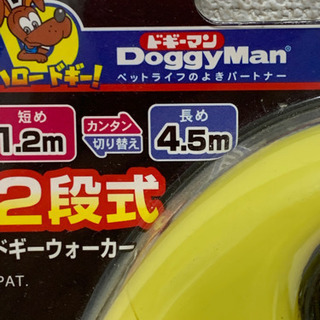 ドギーマン
DoggyMan
ペットライフのよきパートナー
ハロードギー!
短め
1.2m
カンタン
切り替え
長め
4.5m
2段式
ドギーウォーカー
PAT.